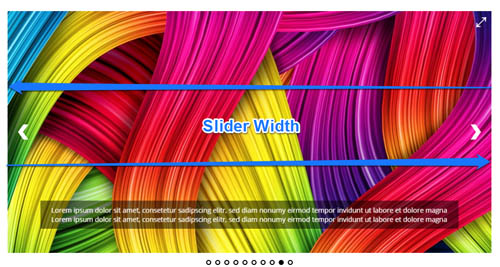 Slider Width
Lorem ipsum dolor sit amet, consetetur sadipscing elitr, sed diam nonumy eirmod tempor invidunt ut labore et dolore magna
Lorem ipsum dolor sit amet, consetetur sadipscing elitr, sed diam nonumy eirmod tempor invidunt ut labore et dolore magna